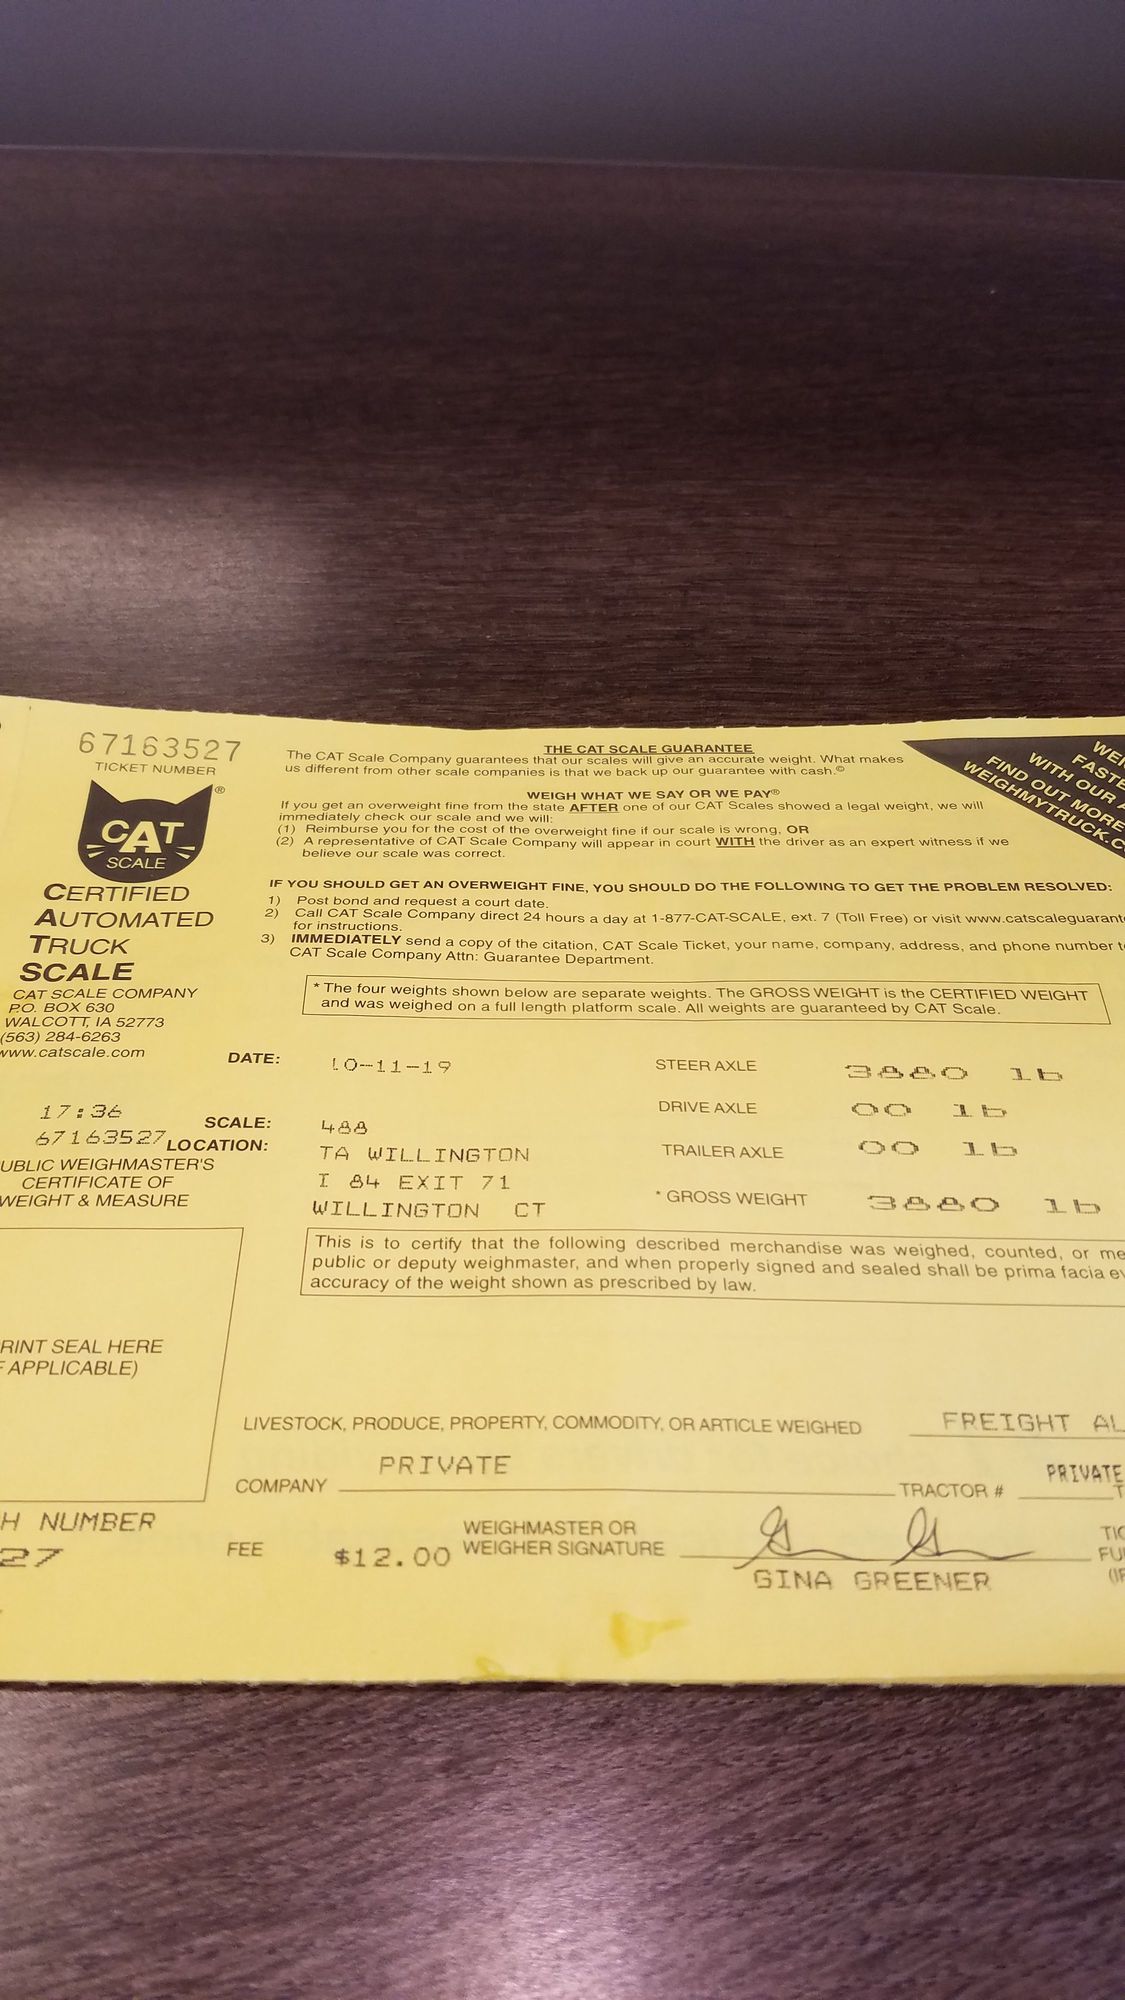 67163527
TICKET NUMBER
CAT
SCALE
®
CERTIFIED
AUTOMATED
TRUCK
SCALE
CAT SCALE COMPANY
P.O. BOX 630
WALCOTT, IA 52773
(563) 284-6263
www.catscale.com
THE CAT SCALE GUARANTEE
The CAT Scale Company guarantees that our scales will give an accurate weight. What makes
us different from other scale companies is that we back up our guarantee with cash.©
WEIGH WHAT WE SAY OR WE PAY®
If you get an overweight fine from the state AFTER one of our CAT Scales showed a legal weight, we will
immediately check our scale and we will:
(1) Reimburse you for the cost of the overweight fine if our scale is wrong, OR
(2) A representative of CAT Scale Company will appear in court WITH the driver as an expert witness if we
believe our scale was correct.
WITH OUR
FIND OUT MORE
WEIGHMYTRUCK.C
IF YOU SHOULD GET AN OVERWEIGHT FINE, YOU SHOULD DO THE FOLLOWING TO GET THE PROBLEM RESOLVED:
1) Post bond and request a court date.
2) Call CAT Scale Company direct 24 hours a day at 1-877-CAT-SCALE, ext. 7 (Toll Free) or visit www.catscaleguarant
for instructions.
3) IMMEDIATELY send a copy of the citation, CAT Scale Ticket, your name, company, address, and phone number t
CAT Scale Company Attn: Guarantee Department.
* The four weights shown below are separate weights. The GROSS WEIGHT is the CERTIFIED WEIGHT
and was weighed on a full length platform scale. All weights are guaranteed by CAT Scale.
DATE: 10-11-19
STEER AXLE 3880 lb
17:36
67163527
SCALE: 488
DRIVE AXLE 00 lb
LOCATION: TA WILLINGTON
I 84 EXIT 71
WILLINGTON CT
TRAILER AXLE 00 lb
* GROSS WEIGHT 3880 lb
UBLIC WEIGHMASTER'S
CERTIFICATE OF
WEIGHT & MEASURE
This is to certify that the following described merchandise was weighed, counted, or me
public or deputy weighmaster, and when properly signed and sealed shall be prima facia ev
accuracy of the weight shown as prescribed by law.
RINT SEAL HERE
F APPLICABLE)
LIVESTOCK, PRODUCE, PROPERTY, COMMODITY, OR ARTICLE WEIGHED FREIGHT AL
COMPANY PRIVATE
TRACTOR # PRIVATE
H NUMBER
27
FEE $12.00
WEIGHMASTER OR
WEIGHER SIGNATURE
GINA GREENER